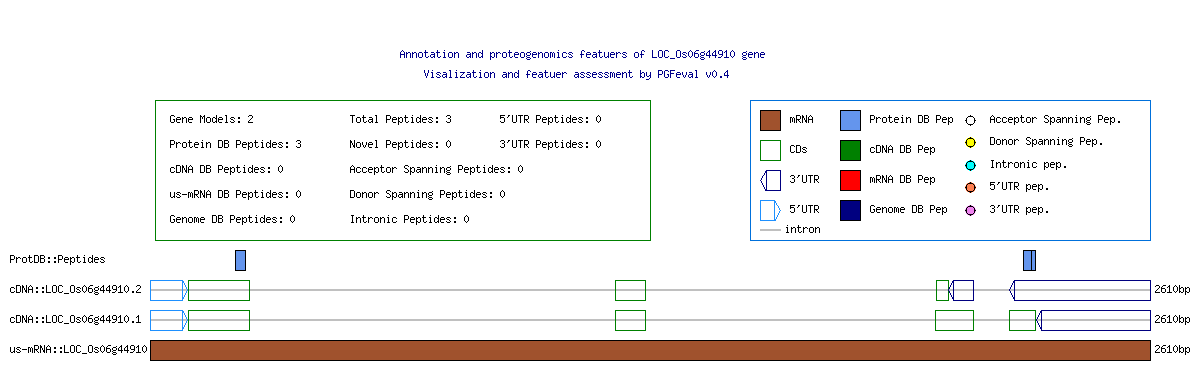 Annotation and proteogenomics featuers of LOC_Os06g44910 gene
Visalization and featuer assessment by PGFeval v0.4
Gene Models: 2 Total Peptides: 3 5'UTR Peptides: 0
Protein DB Peptides: 3 Novel Peptides: 0 3'UTR Peptides: 0
cDNA DB Peptides: 0 Acceptor Spanning Peptides: 0
us-mRNA DB Peptides: 0 Donor Spanning Peptides: 0
Genome DB Peptides: 0 Intronic Peptides: 0
mRNA Protein DB Pep Acceptor Spanning Pep.
CDs cDNA DB Pep Donor Spanning Pep.
3'UTR mRNA DB Pep Intronic pep.
5'UTR Genome DB Pep 5'UTR pep.
intron 3'UTR pep.
ProtDB::Peptides
cDNA::LOC_Os06g44910.2 2610bp
cDNA::LOC_Os06g44910.1 2610bp
us-mRNA::LOC_Os06g44910 2610bp